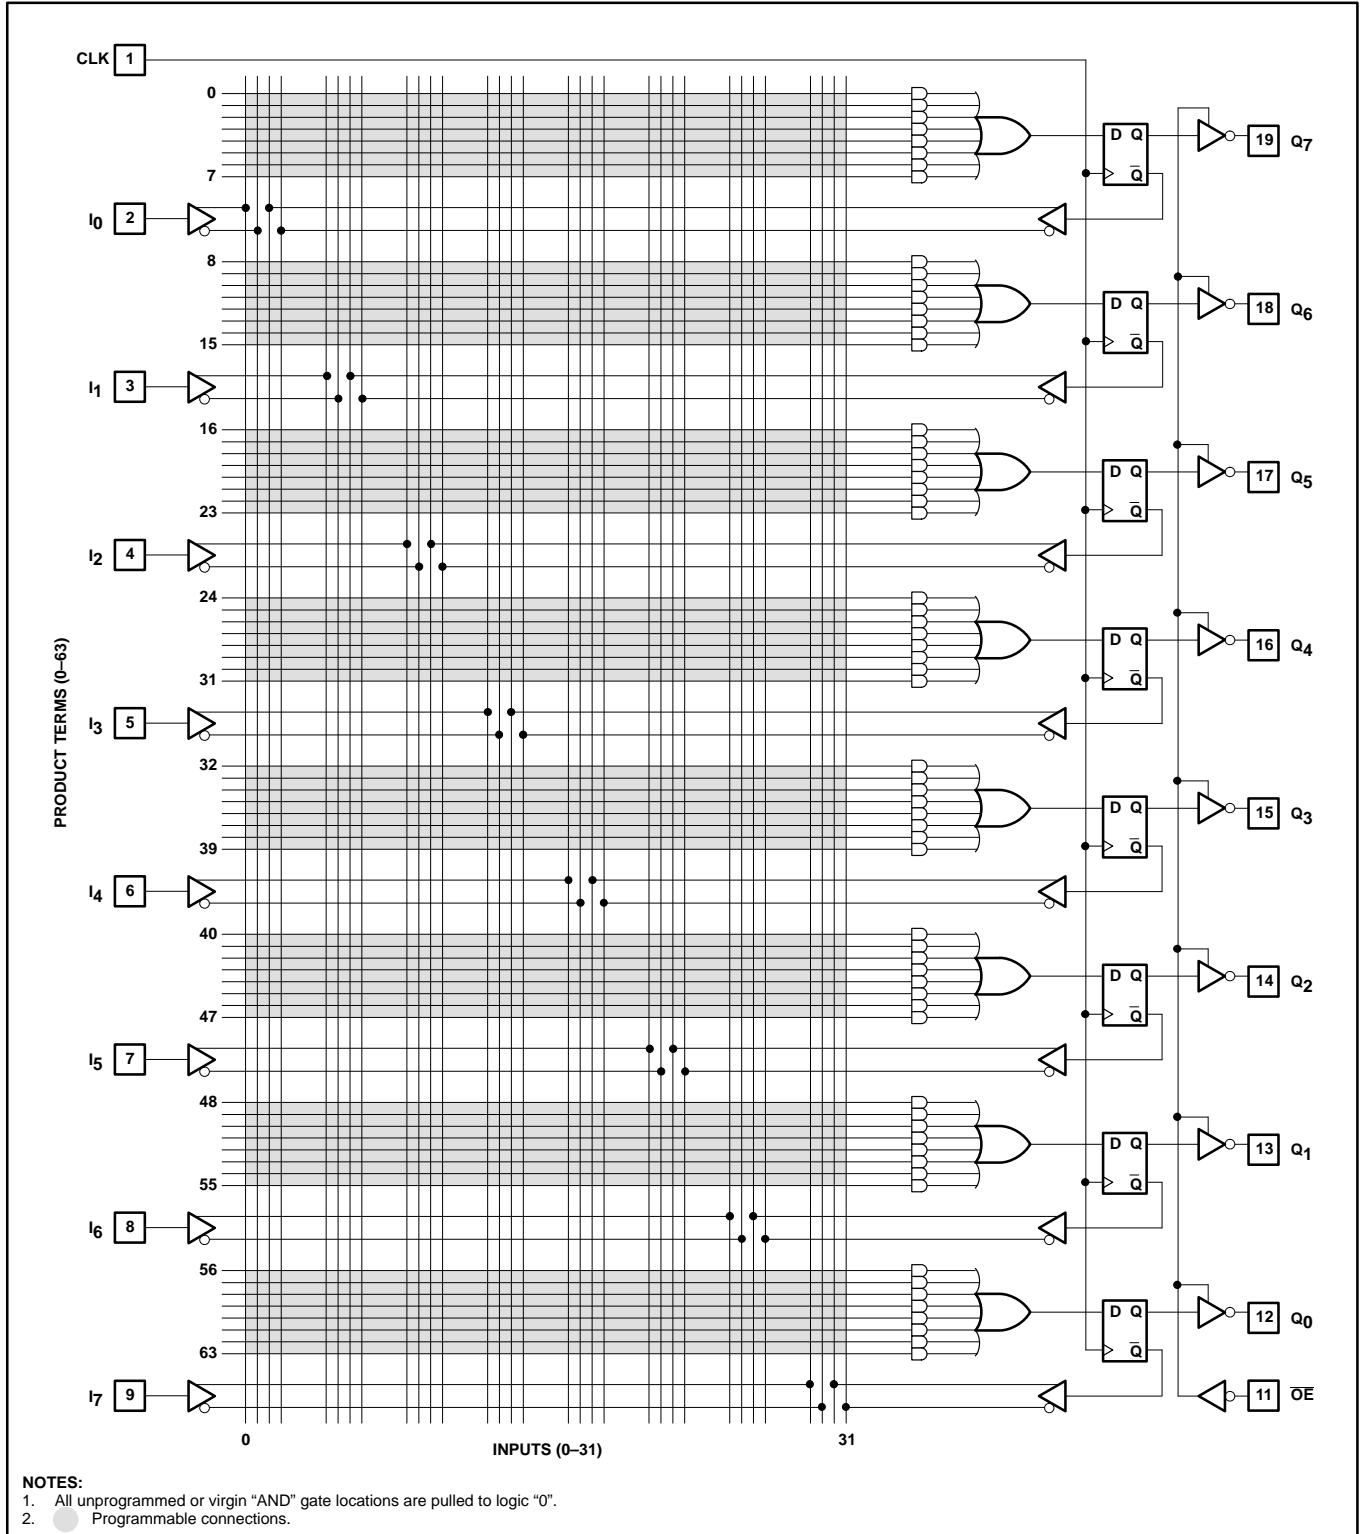 CLK 1
0
D Q
19 Q7
7
Q̅
I0 2
8
D Q
18 Q6
15
Q̅
I1 3
16
D Q
17 Q5
23
Q̅
I2 4
24
D Q
16 Q4
31
Q̅
I3 5
32
D Q
15 Q3
39
Q̅
I4 6
40
D Q
14 Q2
47
Q̅
I5 7
48
D Q
13 Q1
55
Q̅
I6 8
56
D Q
12 Q0
63
Q̅
I7 9
11 O̅E̅
PRODUCT TERMS (0–63)
0
INPUTS (0–31)
31
NOTES:
1. All unprogrammed or virgin “AND” gate locations are pulled to logic “0”.
2. Programmable connections.